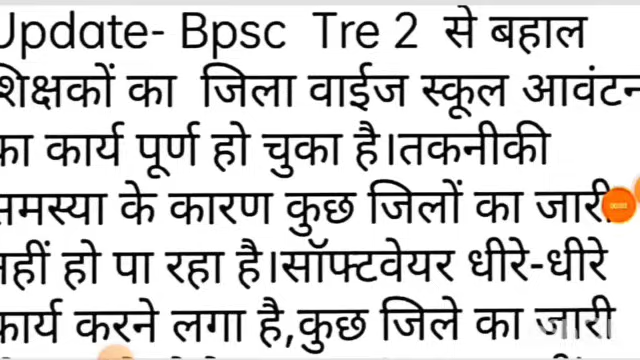 Update- Bpsc Tre 2 से बहाल
शिक्षकों का जिला वाईज स्कूल आवंटन
का कार्य पूर्ण हो चुका है।तकनीकी
समस्या के कारण कुछ जिलों का जारी
नहीं हो पा रहा है।सॉफ्टवेयर धीरे-धीरे
कार्य करने लगा है,कुछ जिले का जारी